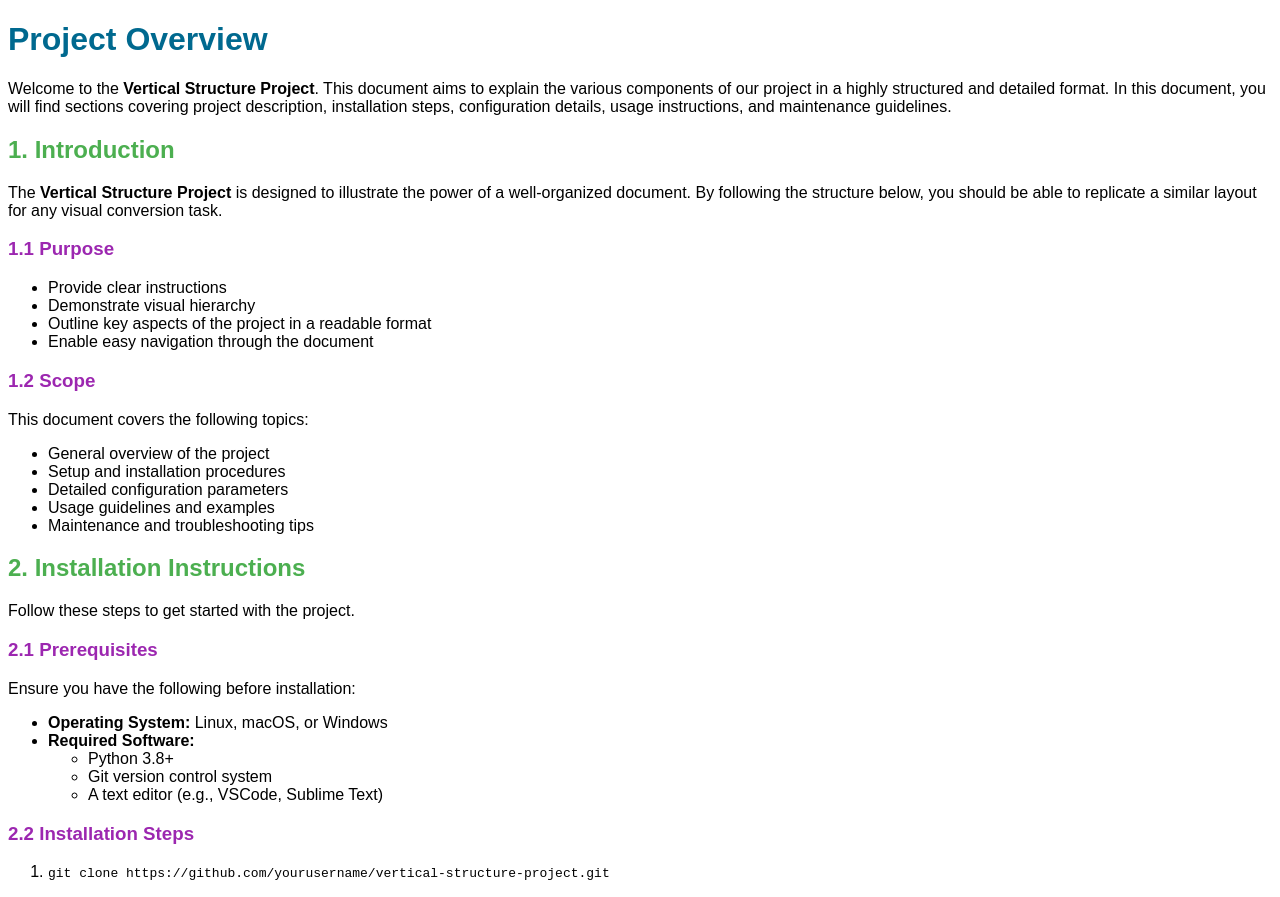 Project Overview
Welcome to the Vertical Structure Project. This document aims to explain the various components of our project in a highly structured and detailed format. In this document, you
will find sections covering project description, installation steps, configuration details, usage instructions, and maintenance guidelines.
1. Introduction
The Vertical Structure Project is designed to illustrate the power of a well-organized document. By following the structure below, you should be able to replicate a similar layout
for any visual conversion task.
1.1 Purpose
• Provide clear instructions
• Demonstrate visual hierarchy
• Outline key aspects of the project in a readable format
• Enable easy navigation through the document
1.2 Scope
This document covers the following topics:
• General overview of the project
• Setup and installation procedures
• Detailed configuration parameters
• Usage guidelines and examples
• Maintenance and troubleshooting tips
2. Installation Instructions
Follow these steps to get started with the project.
2.1 Prerequisites
Ensure you have the following before installation:
• Operating System: Linux, macOS, or Windows
• Required Software:
◦ Python 3.8+
◦ Git version control system
◦ A text editor (e.g., VSCode, Sublime Text)
2.2 Installation Steps
1. git clone https://github.com/yourusername/vertical-structure-project.git